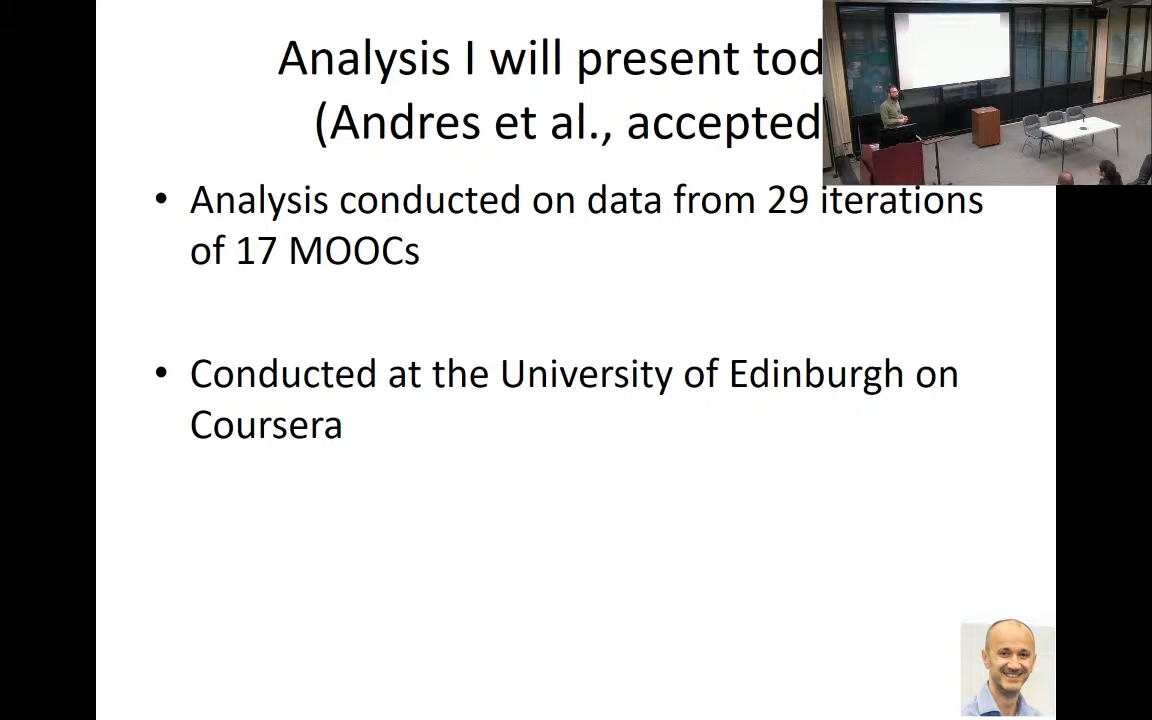 Analysis I will present tod
(Andres et al., accepted
• Analysis conducted on data from 29 iterations
of 17 MOOCs
• Conducted at the University of Edinburgh on
Coursera